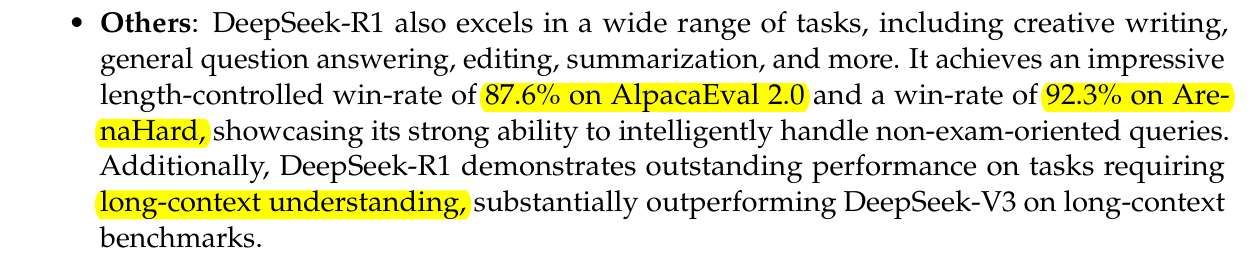 • Others: DeepSeek-R1 also excels in a wide range of tasks, including creative writing,
general question answering, editing, summarization, and more. It achieves an impressive
length-controlled win-rate of 87.6% on AlpacaEval 2.0 and a win-rate of 92.3% on Are-
naHard, showcasing its strong ability to intelligently handle non-exam-oriented queries.
Additionally, DeepSeek-R1 demonstrates outstanding performance on tasks requiring
long-context understanding, substantially outperforming DeepSeek-V3 on long-context
benchmarks.